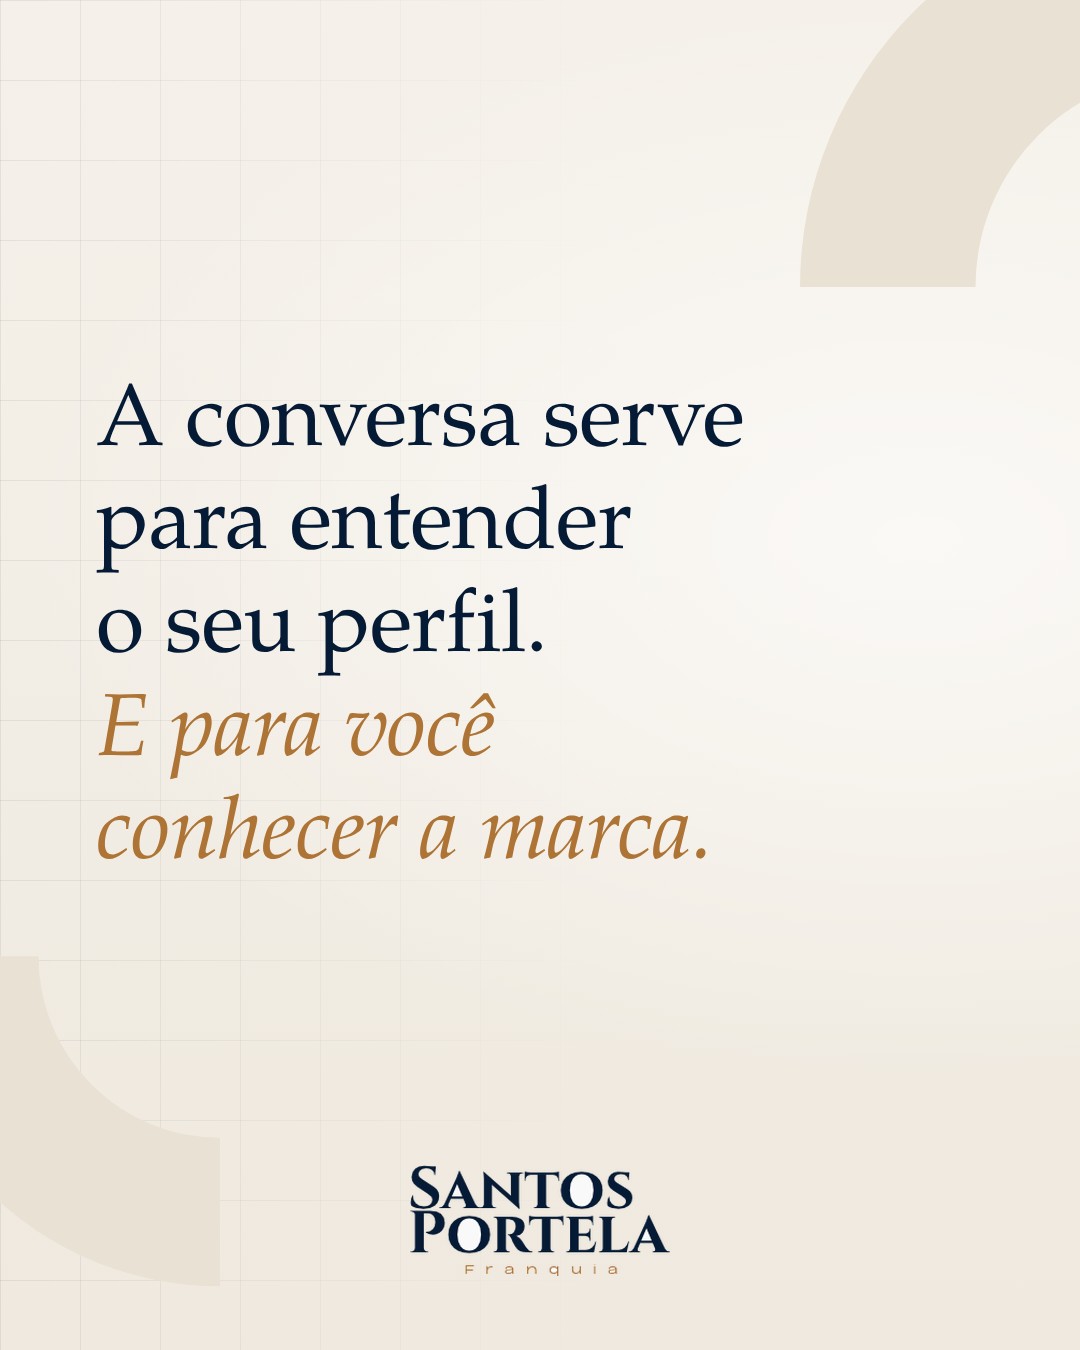 A conversa serve
para entender
o seu perfil.
E para você
conhecer a marca.
SANTOS
PORTELA
Franquia